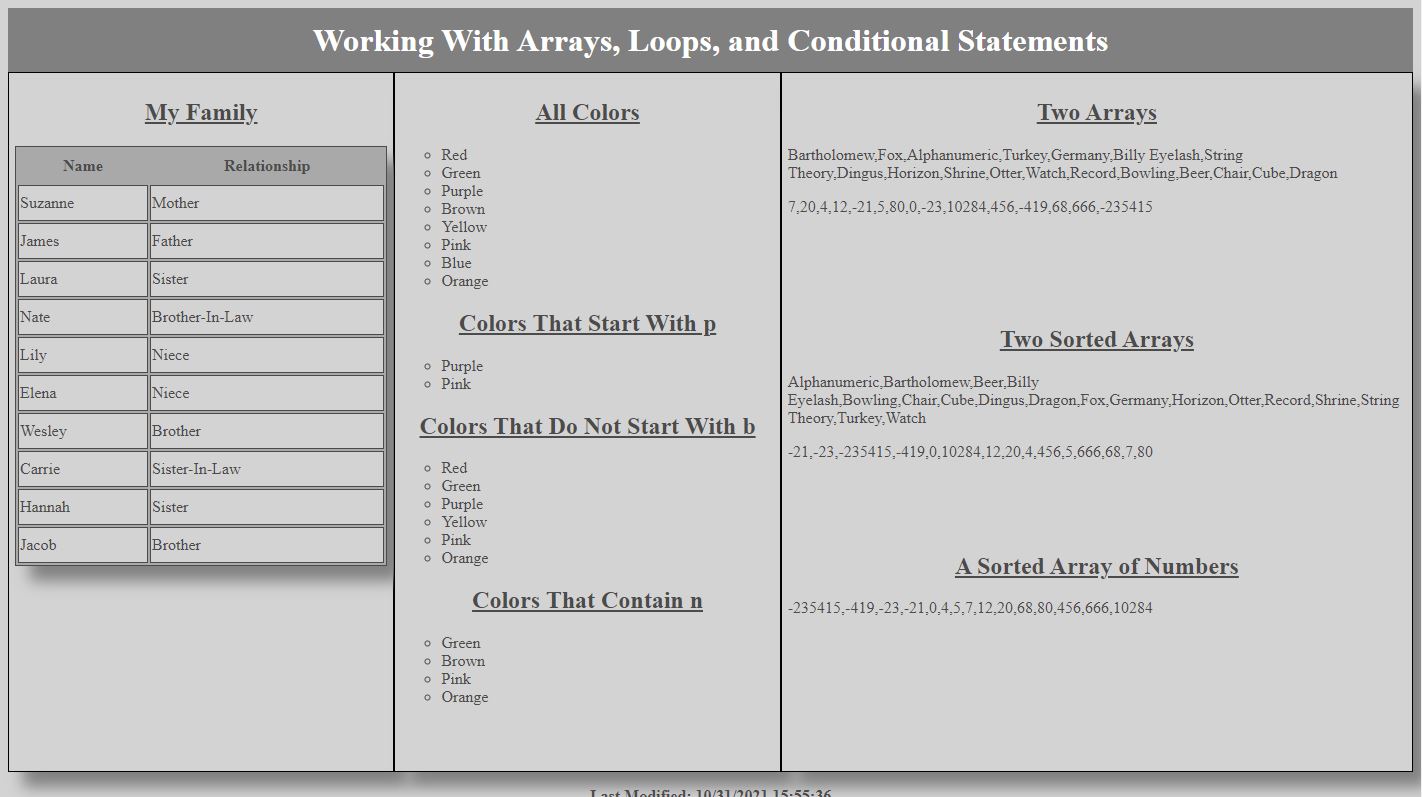 Working With Arrays, Loops, and Conditional Statements
My Family
Name Relationship
Suzanne Mother
James Father
Laura Sister
Nate Brother-In-Law
Lily Niece
Elena Niece
Wesley Brother
Carrie Sister-In-Law
Hannah Sister
Jacob Brother
All Colors
Red
Green
Purple
Brown
Yellow
Pink
Blue
Orange
Colors That Start With p
Purple
Pink
Colors That Do Not Start With b
Red
Green
Purple
Yellow
Pink
Orange
Colors That Contain n
Green
Brown
Pink
Orange
Two Arrays
Bartholomew,Fox,Alphanumeric,Turkey,Germany,Billy Eyelash,String
Theory,Dingus,Horizon,Shrine,Otter,Watch,Record,Bowling,Beer,Chair,Cube,Dragon
7,20,4,12,-21,5,80,0,-23,10284,456,-419,68,666,-235415
Two Sorted Arrays
Alphanumeric,Bartholomew,Beer,Billy
Eyelash,Bowling,Chair,Cube,Dingus,Dragon,Fox,Germany,Horizon,Otter,Record,Shrine,String
Theory,Turkey,Watch
-21,-23,-235415,-419,0,10284,12,20,4,456,5,666,68,7,80
A Sorted Array of Numbers
-235415,-419,-23,-21,0,4,5,7,12,20,68,80,456,666,10284
Last Modified: 10/31/2021 15:55:36